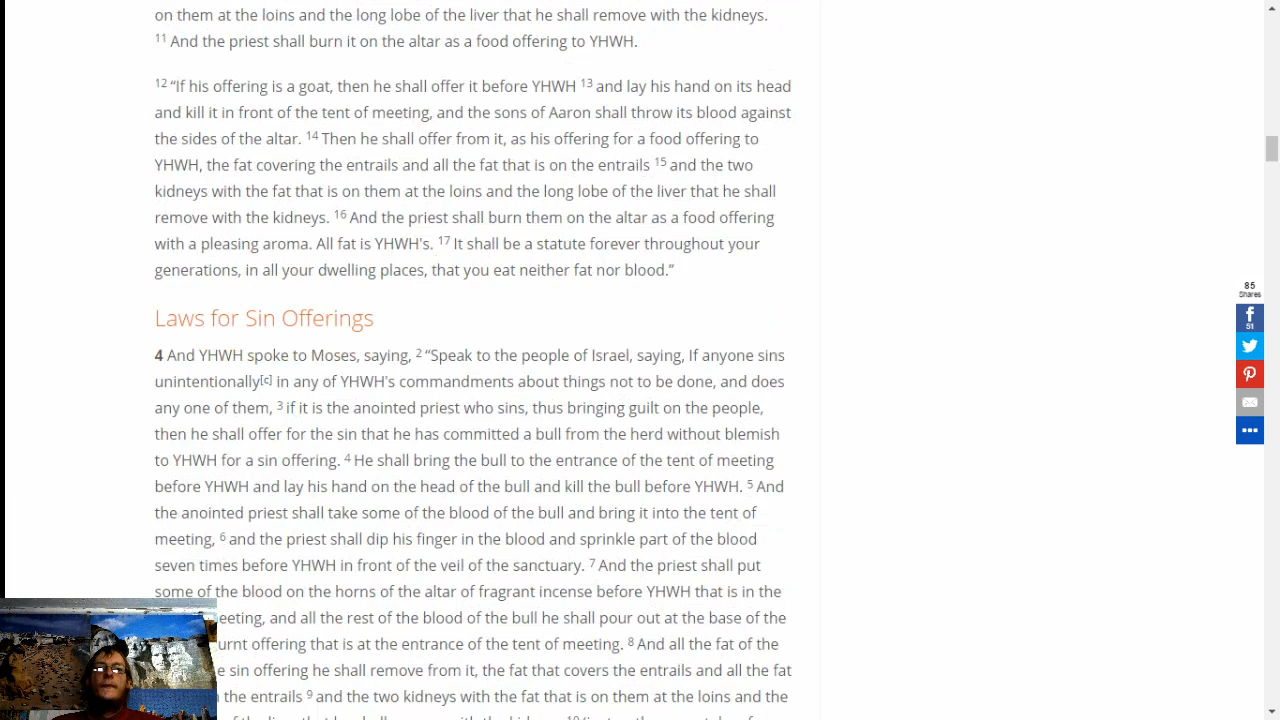 on them at the loins and the long lobe of the liver that he shall remove with the kidneys.
11 And the priest shall burn it on the altar as a food offering to YHWH.
12 “If his offering is a goat, then he shall offer it before YHWH 13 and lay his hand on its head
and kill it in front of the tent of meeting, and the sons of Aaron shall throw its blood against
the sides of the altar. 14 Then he shall offer from it, as his offering for a food offering to
YHWH, the fat covering the entrails and all the fat that is on the entrails 15 and the two
kidneys with the fat that is on them at the loins and the long lobe of the liver that he shall
remove with the kidneys. 16 And the priest shall burn them on the altar as a food offering
with a pleasing aroma. All fat is YHWH's. 17 It shall be a statute forever throughout your
generations, in all your dwelling places, that you eat neither fat nor blood.”
Laws for Sin Offerings
4 And YHWH spoke to Moses, saying, 2 “Speak to the people of Israel, saying, If anyone sins
unintentionally[c] in any of YHWH's commandments about things not to be done, and does
any one of them, 3 if it is the anointed priest who sins, thus bringing guilt on the people,
then he shall offer for the sin that he has committed a bull from the herd without blemish
to YHWH for a sin offering. 4 He shall bring the bull to the entrance of the tent of meeting
before YHWH and lay his hand on the head of the bull and kill the bull before YHWH. 5 And
the anointed priest shall take some of the blood of the bull and bring it into the tent of
meeting, 6 and the priest shall dip his finger in the blood and sprinkle part of the blood
seven times before YHWH in front of the veil of the sanctuary. 7 And the priest shall put
some of the blood on the horns of the altar of fragrant incense before YHWH that is in the
eeting, and all the rest of the blood of the bull he shall pour out at the base of the
urnt offering that is at the entrance of the tent of meeting. 8 And all the fat of the
e sin offering he shall remove from it, the fat that covers the entrails and all the fat
the entrails 9 and the two kidneys with the fat that is on them at the loins and the
85
Shares
51